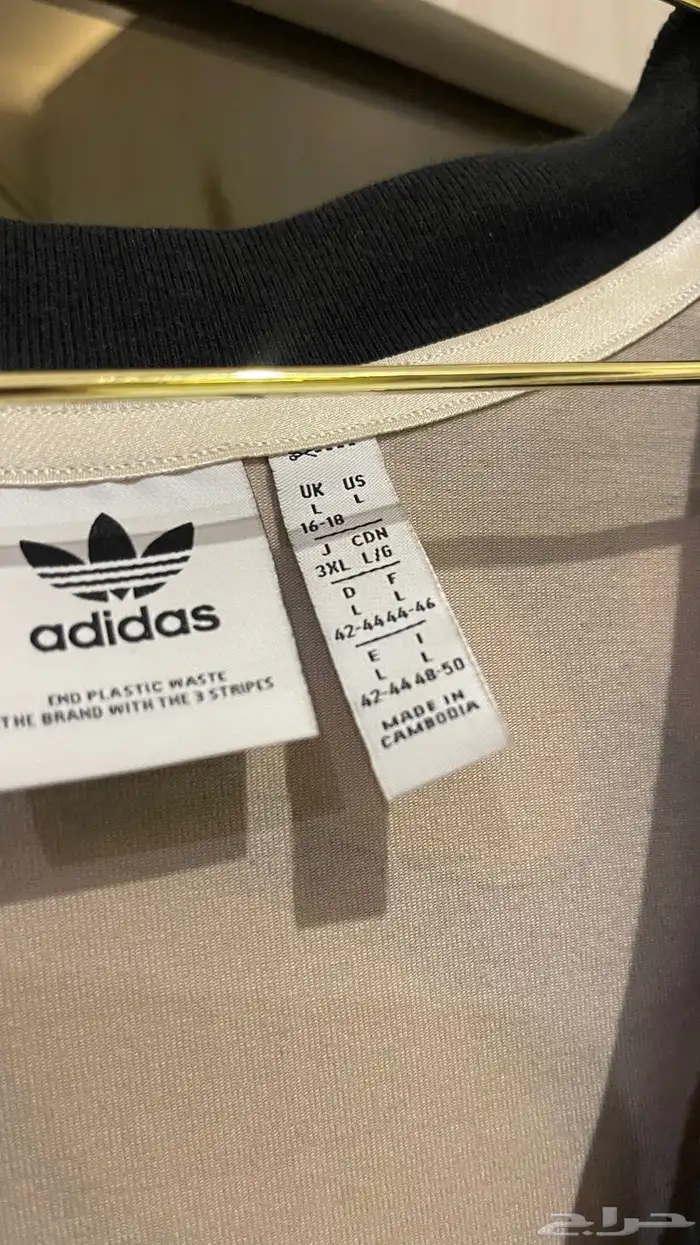 adidas
END PLASTIC WASTE
THE BRAND WITH THE 3 STRIPES
UK US
L L
16-18
J CDN
3XL L/G
D F
L L
42-44 44-46
E I
L L
42-44 48-50
MADE IN
CAMBODIA
حراج